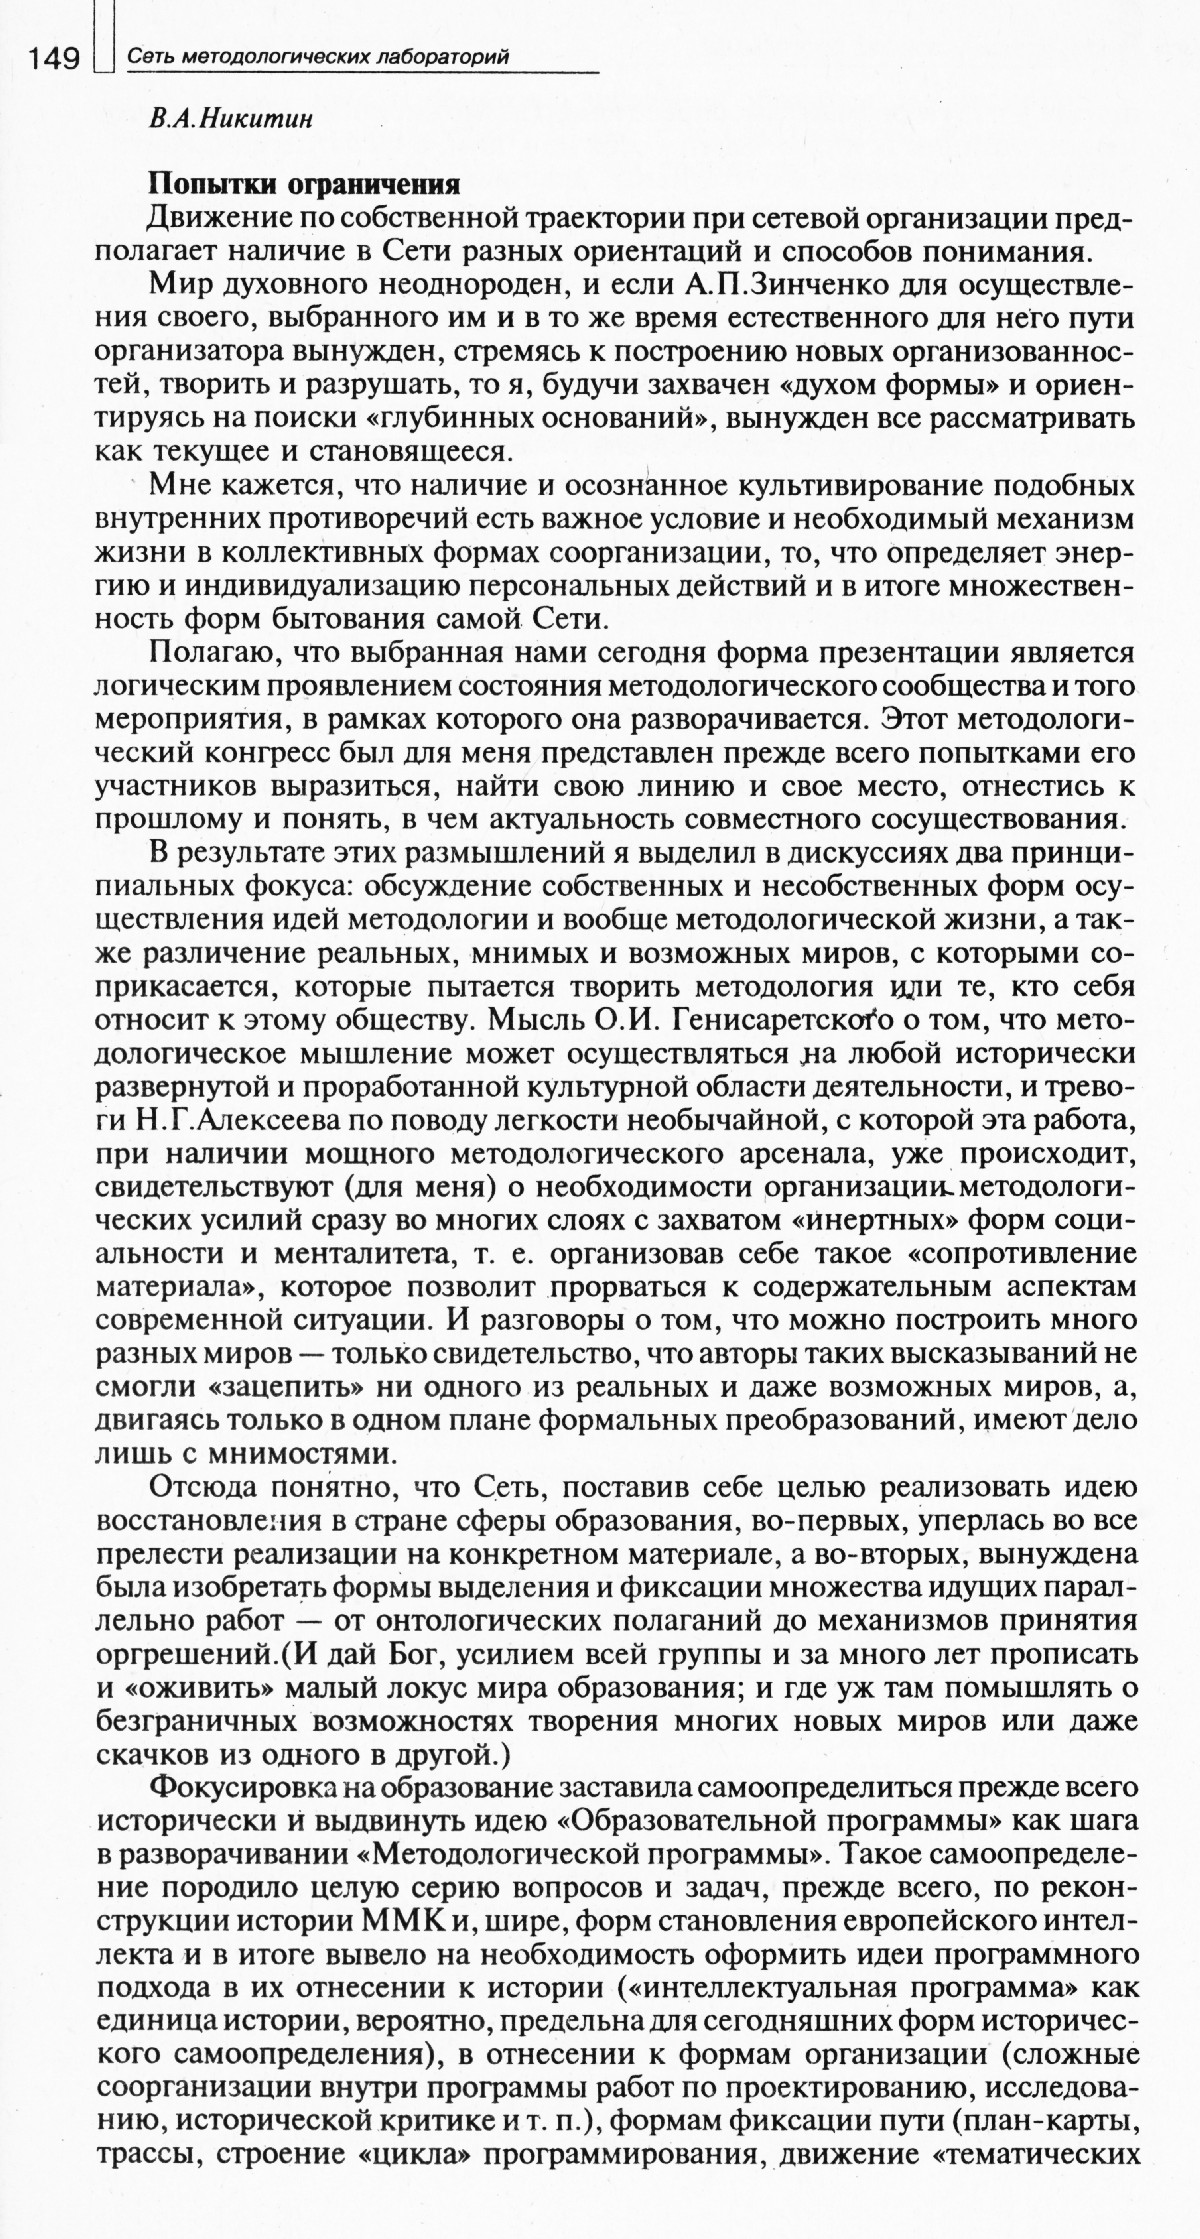 149
Сеть методологических лабораторий
В.А.Никитин
Попытки ограничения
Движение по собственной траектории при сетевой организации пред-
полагает наличие в Сети разных ориентаций и способов понимания.
Мир духовного неоднороден, и если А.П.Зинченко для осуществле-
ния своего, выбранного им и в то же время естественного для него пути
организатора вынужден, стремясь к построению новых организованнос-
тей, творить и разрушать, то я, будучи захвачен «духом формы» и ориен-
тируясь на поиски «глубинных оснований», вынужден все рассматривать
как текущее и становящееся.
Мне кажется, что наличие и осознанное культивирование подобных
внутренних противоречий есть важное условие и необходимый механизм
жизни в коллективных формах соорганизации, то, что определяет энер-
гию и индивидуализацию персональных действий и в итоге множествен-
ность форм бытования самой Сети.
Полагаю, что выбранная нами сегодня форма презентации является
логическим проявлением состояния методологического сообщества и того
мероприятия, в рамках которого она разворачивается. Этот методологи-
ческий конгресс был для меня представлен прежде всего попытками его
участников выразиться, найти свою линию и свое место, отнестись к
прошлому и понять, в чем актуальность совместного сосуществования.
В результате этих размышлений я выделил в дискуссиях два принци-
пиальных фокуса: обсуждение собственных и несобственных форм осу-
ществления идей методологии и вообще методологической жизни, а так-
же различение реальных, мнимых и возможных миров, с которыми со-
прикасается, которые пытается творить методология или те, кто себя
относит к этому обществу. Мысль О.И. Генисаретского о том, что мето-
дологическое мышление может осуществляться на любой исторически
развернутой и проработанной культурной области деятельности, и трево-
ги Н.Г.Алексеева по поводу легкости необычайной, с которой эта работа,
при наличии мощного методологического арсенала, уже происходит,
свидетельствуют (для меня) о необходимости организации методологи-
ческих усилий сразу во многих слоях с захватом «инертных» форм соци-
альности и менталитета, т. е. организовав себе такое «сопротивление
материала», которое позволит прорваться к содержательным аспектам
современной ситуации. И разговоры о том, что можно построить много
разных миров — только свидетельство, что авторы таких высказываний не
смогли «зацепить» ни одного из реальных и даже возможных миров, а,
двигаясь только в одном плане формальных преобразований, имеют дело
лишь с мнимостями.
Отсюда понятно, что Сеть, поставив себе целью реализовать идею
восстановления в стране сферы образования, во-первых, уперлась во все
прелести реализации на конкретном материале, а во-вторых, вынуждена
была изобретать формы выделения и фиксации множества идущих парал-
лельно работ — от онтологических полаганий до механизмов принятия
оргрешений.(И дай Бог, усилием всей группы и за много лет прописать
и «оживить» малый локус мира образования; и где уж там помышлять о
безграничных возможностях творения многих новых миров или даже
скачков из одного в другой.)
Фокусировка на образование заставила самоопределиться прежде всего
исторически и выдвинуть идею «Образовательной программы» как шага
в разворачивании «Методологической программы». Такое самоопределе-
ние породило целую серию вопросов и задач, прежде всего, по рекон-
струкции истории ММК и, шире, форм становления европейского интел-
лекта и в итоге вывело на необходимость оформить идеи программного
подхода в их отнесении к истории («интеллектуальная программа» как
единица истории, вероятно, предельна для сегодняшних форм историчес-
кого самоопределения), в отнесении к формам организации (сложные
соорганизации внутри программы работ по проектированию, исследова-
нию, исторической критике и т. п.), формам фиксации пути (план-карты,
трассы, строение «цикла» программирования, движение «тематических